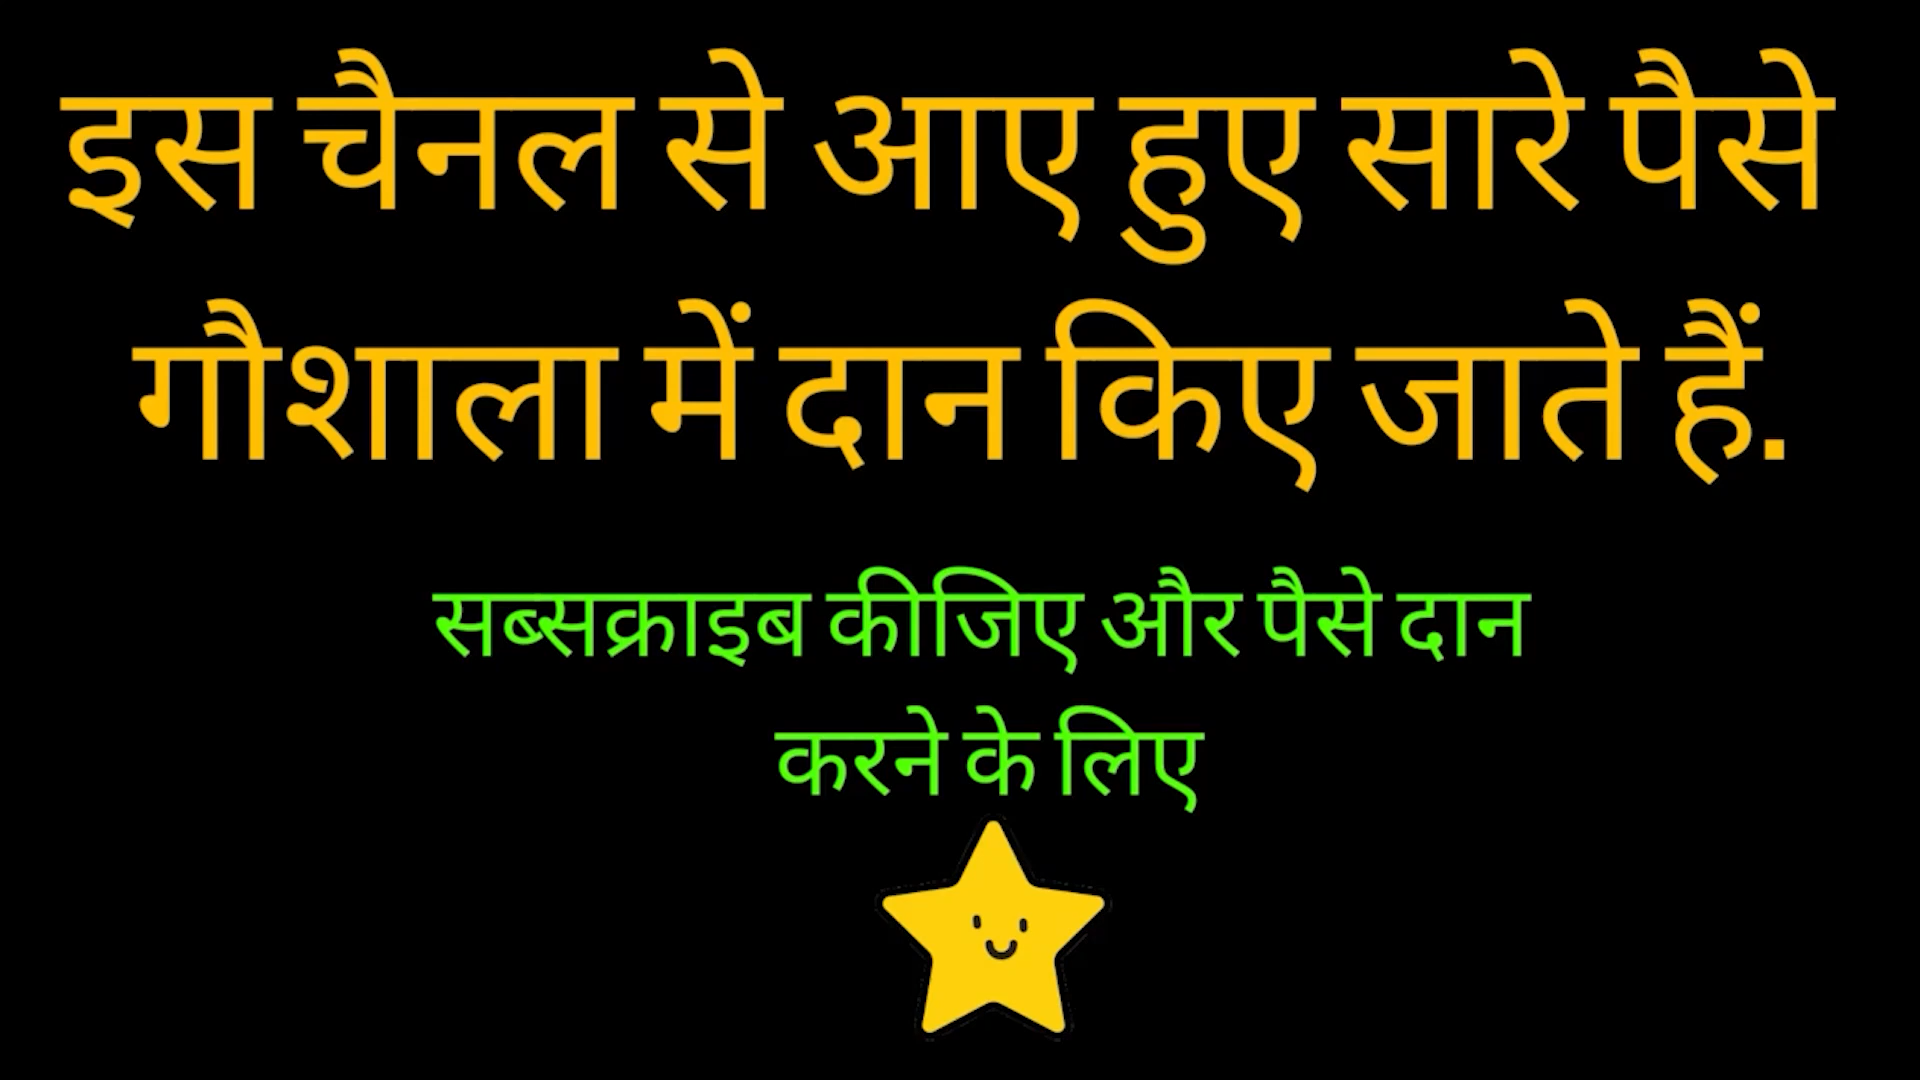 इस चैनल से आए हुए सारे पैसे
गौशाला में दान किए जाते हैं.
सब्सक्राइब कीजिए और पैसे दान
करने के लिए